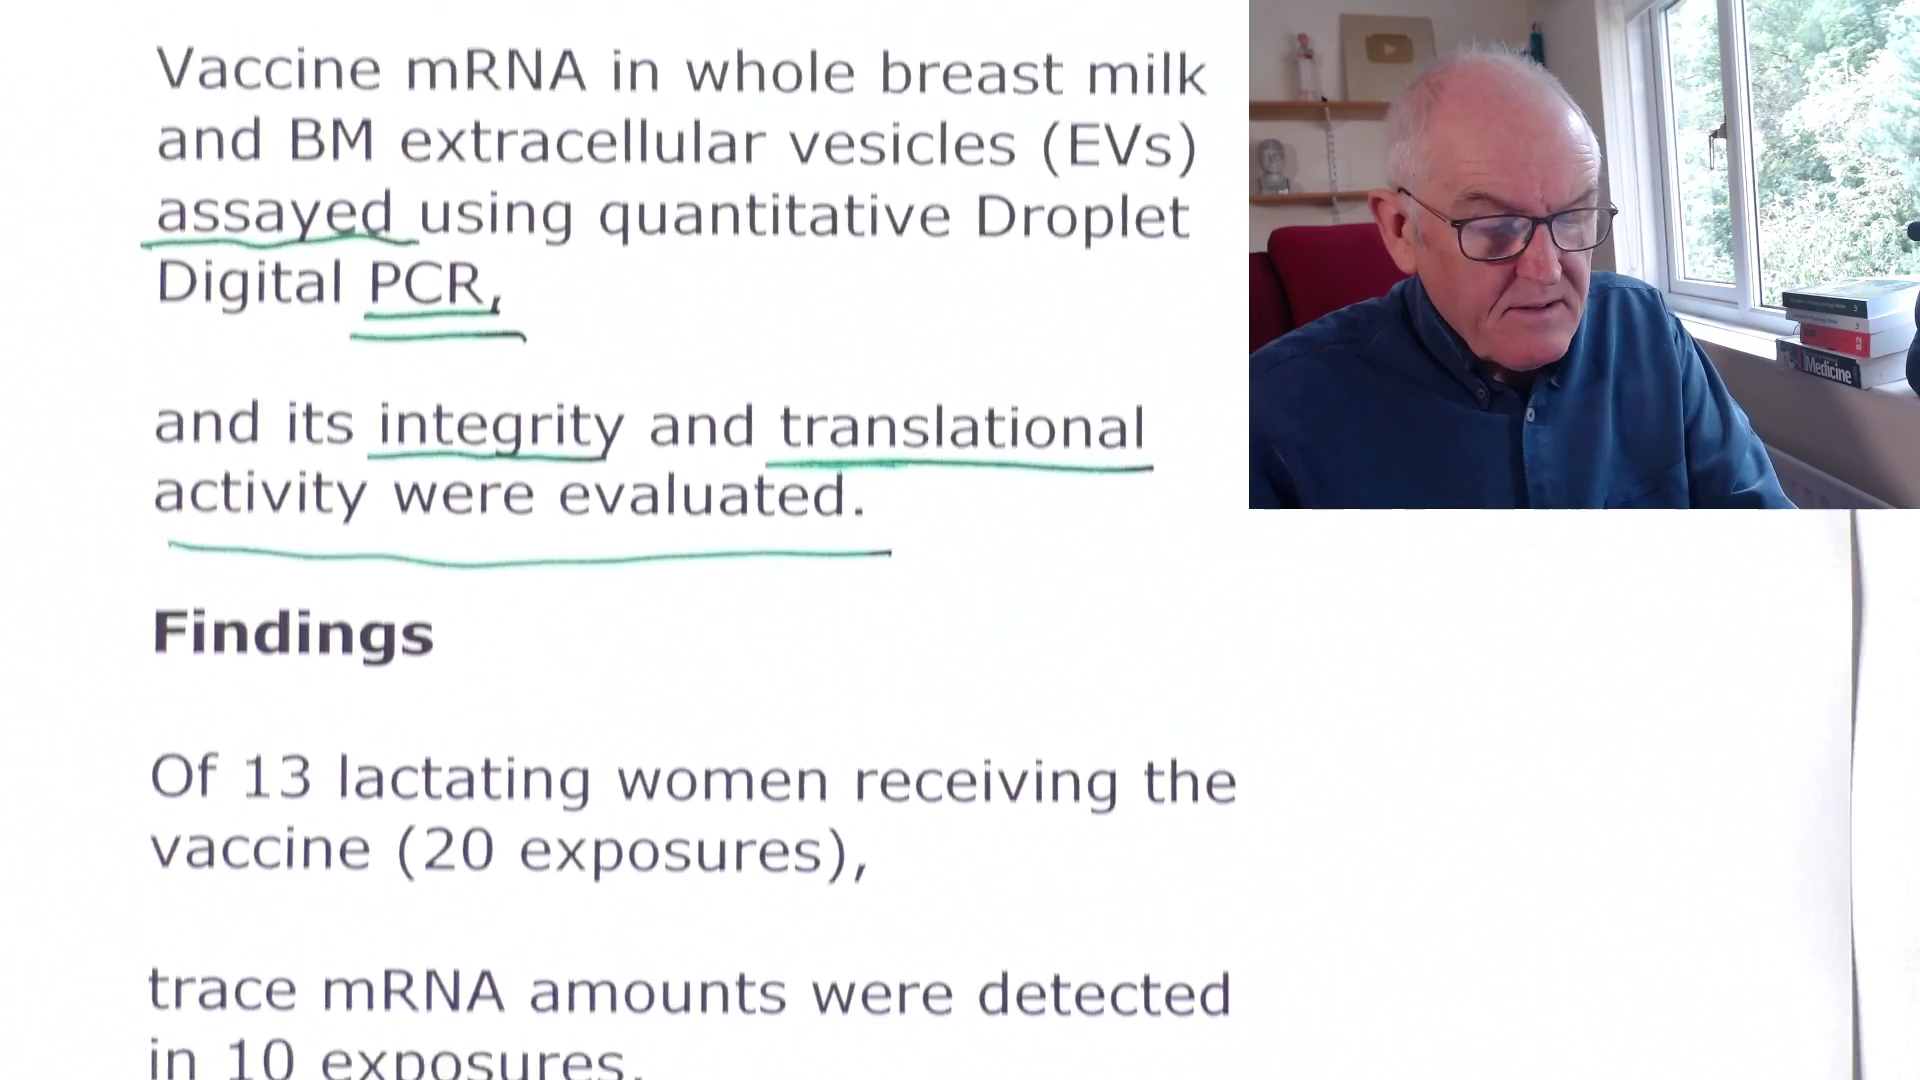 Vaccine mRNA in whole breast milk
and BM extracellular vesicles (EVs)
assayed using quantitative Droplet
Digital PCR,
and its integrity and translational
activity were evaluated.
Findings
Of 13 lactating women receiving the
vaccine (20 exposures),
trace mRNA amounts were detected
in 10 exposures.
Medicine